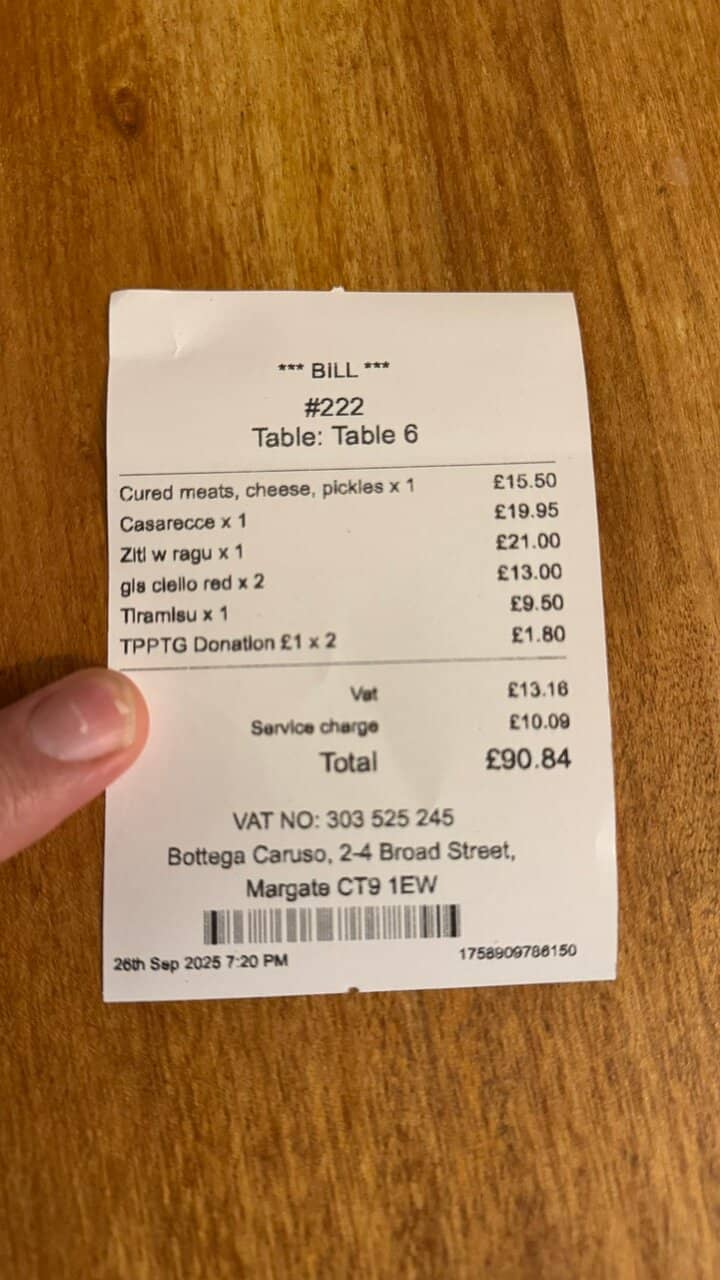 *** BILL ***
#222
Table: Table 6
Cured meats, cheese, pickles x 1 £15.50
Casarecce x 1 £19.95
Ziti w ragu x 1 £21.00
gls ciello red x 2 £13.00
Tiramisu x 1 £9.50
TPPTG Donation £1 x 2 £1.80
Vat £13.16
Service charge £10.09
Total £90.84
VAT NO: 303 525 245
Bottega Caruso, 2-4 Broad Street,
Margate CT9 1EW
26th Sep 2025 7:20 PM 1758909786150